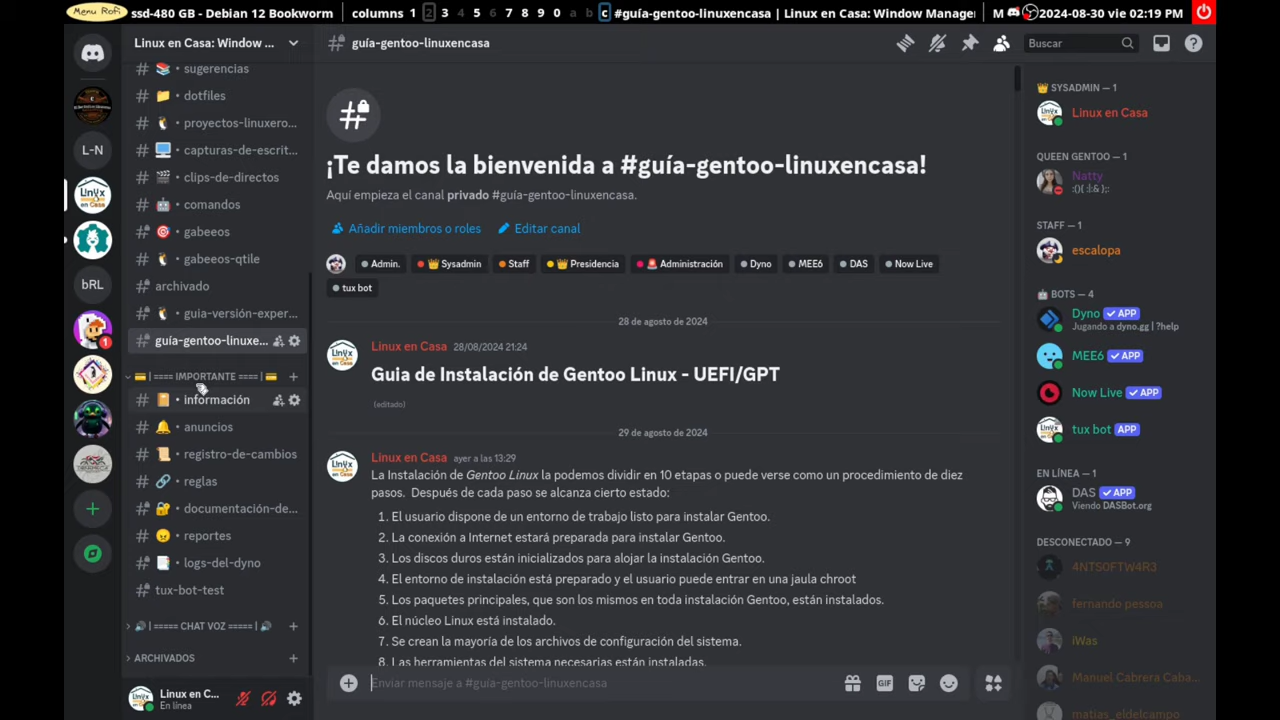 Menu Rofi
ssd-480 GB - Debian 12 Bookworm
columns 1 2 3 4 5 6 7 8 9 0 a b c
#guía-gentoo-linuxencasa | Linux en Casa: Window Manage
M
2024-08-30 vie 02:19 PM
Linux en Casa: Window ...
guía-gentoo-linuxencasa
Buscar
L-N
bRL
1
sugerencias
dotfiles
proyectos-linuxero...
capturas-de-escrit...
clips-de-directos
comandos
gabeeos
gabeeos-qtile
archivado
guia-versión-exper...
guía-gentoo-linuxe...
| ==== IMPORTANTE ==== |
información
anuncios
registro-de-cambios
reglas
documentación-de...
reportes
logs-del-dyno
tux-bot-test
| ===== CHAT VOZ ===== |
ARCHIVADOS
Linux en C...
En línea
¡Te damos la bienvenida a #guía-gentoo-linuxencasa!
Aquí empieza el canal privado #guía-gentoo-linuxencasa.
Añadir miembros o roles
Editar canal
Admin.
Sysadmin
Staff
Presidencia
Administración
Dyno
MEE6
DAS
Now Live
tux bot
28 de agosto de 2024
Linux en Casa 28/08/2024 21:24
Guia de Instalación de Gentoo Linux - UEFI/GPT
(editado)
29 de agosto de 2024
Linux en Casa ayer a las 13:29
La Instalación de Gentoo Linux la podemos dividir en 10 etapas o puede verse como un procedimiento de diez
pasos. Después de cada paso se alcanza cierto estado:
1. El usuario dispone de un entorno de trabajo listo para instalar Gentoo.
2. La conexión a Internet estará preparada para instalar Gentoo.
3. Los discos duros están inicializados para alojar la instalación Gentoo.
4. El entorno de instalación está preparado y el usuario puede entrar en una jaula chroot
5. Los paquetes principales, que son los mismos en toda instalación Gentoo, están instalados.
6. El núcleo Linux está instalado.
7. Se crean la mayoría de los archivos de configuración del sistema.
8. Las herramientas del sistema necesarias están instaladas.
Enviar mensaje a #guía-gentoo-linuxencasa
GIF
SYSADMIN — 1
Linux en Casa
QUEEN GENTOO — 1
Natty
:(){ :|:& };:
STAFF — 1
escalopa
BOTS — 4
Dyno APP
Jugando a dyno.gg | ?help
MEE6 APP
Now Live APP
tux bot APP
EN LÍNEA — 1
DAS APP
Viendo DASBot.org
DESCONECTADO — 9
4NTS0FTW4R3
fernando pessoa
iWas
Manuel Cabrera Caba...
matias_eldelcampo